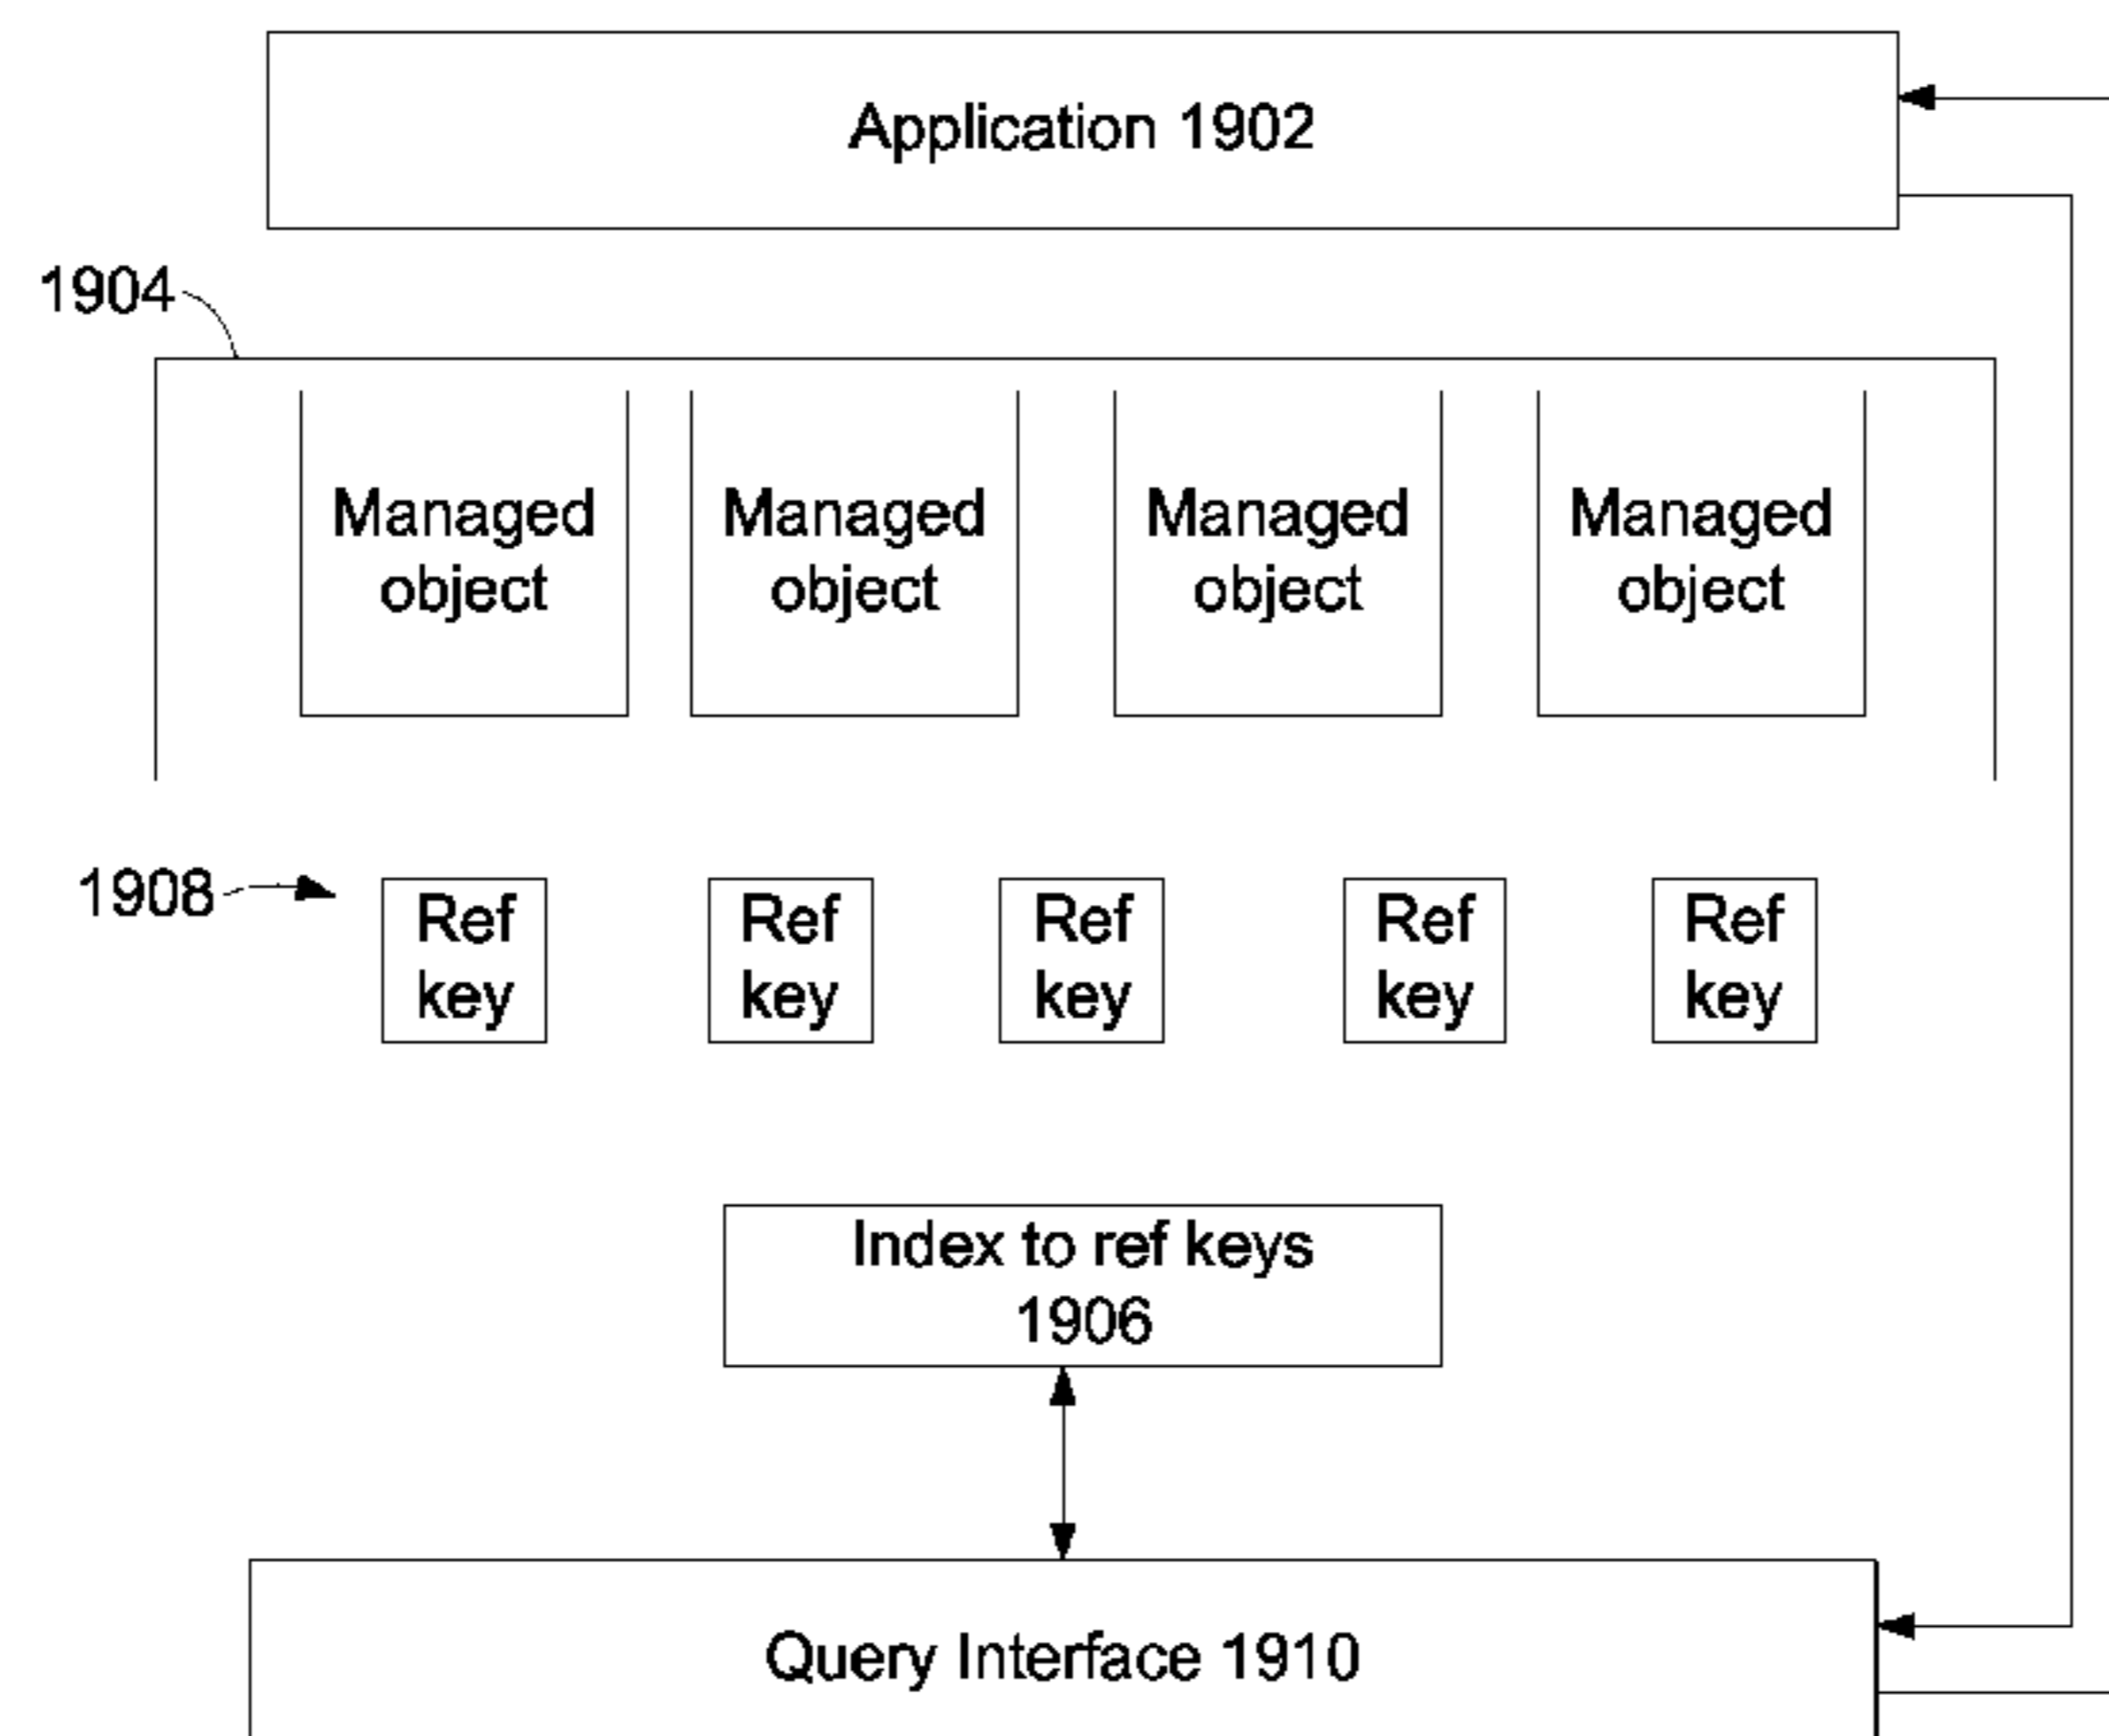 Application 1902
1904
Managed object
Managed object
Managed object
Managed object
1908
Ref key
Ref key
Ref key
Ref key
Ref key
Index to ref keys
1906
Query Interface 1910